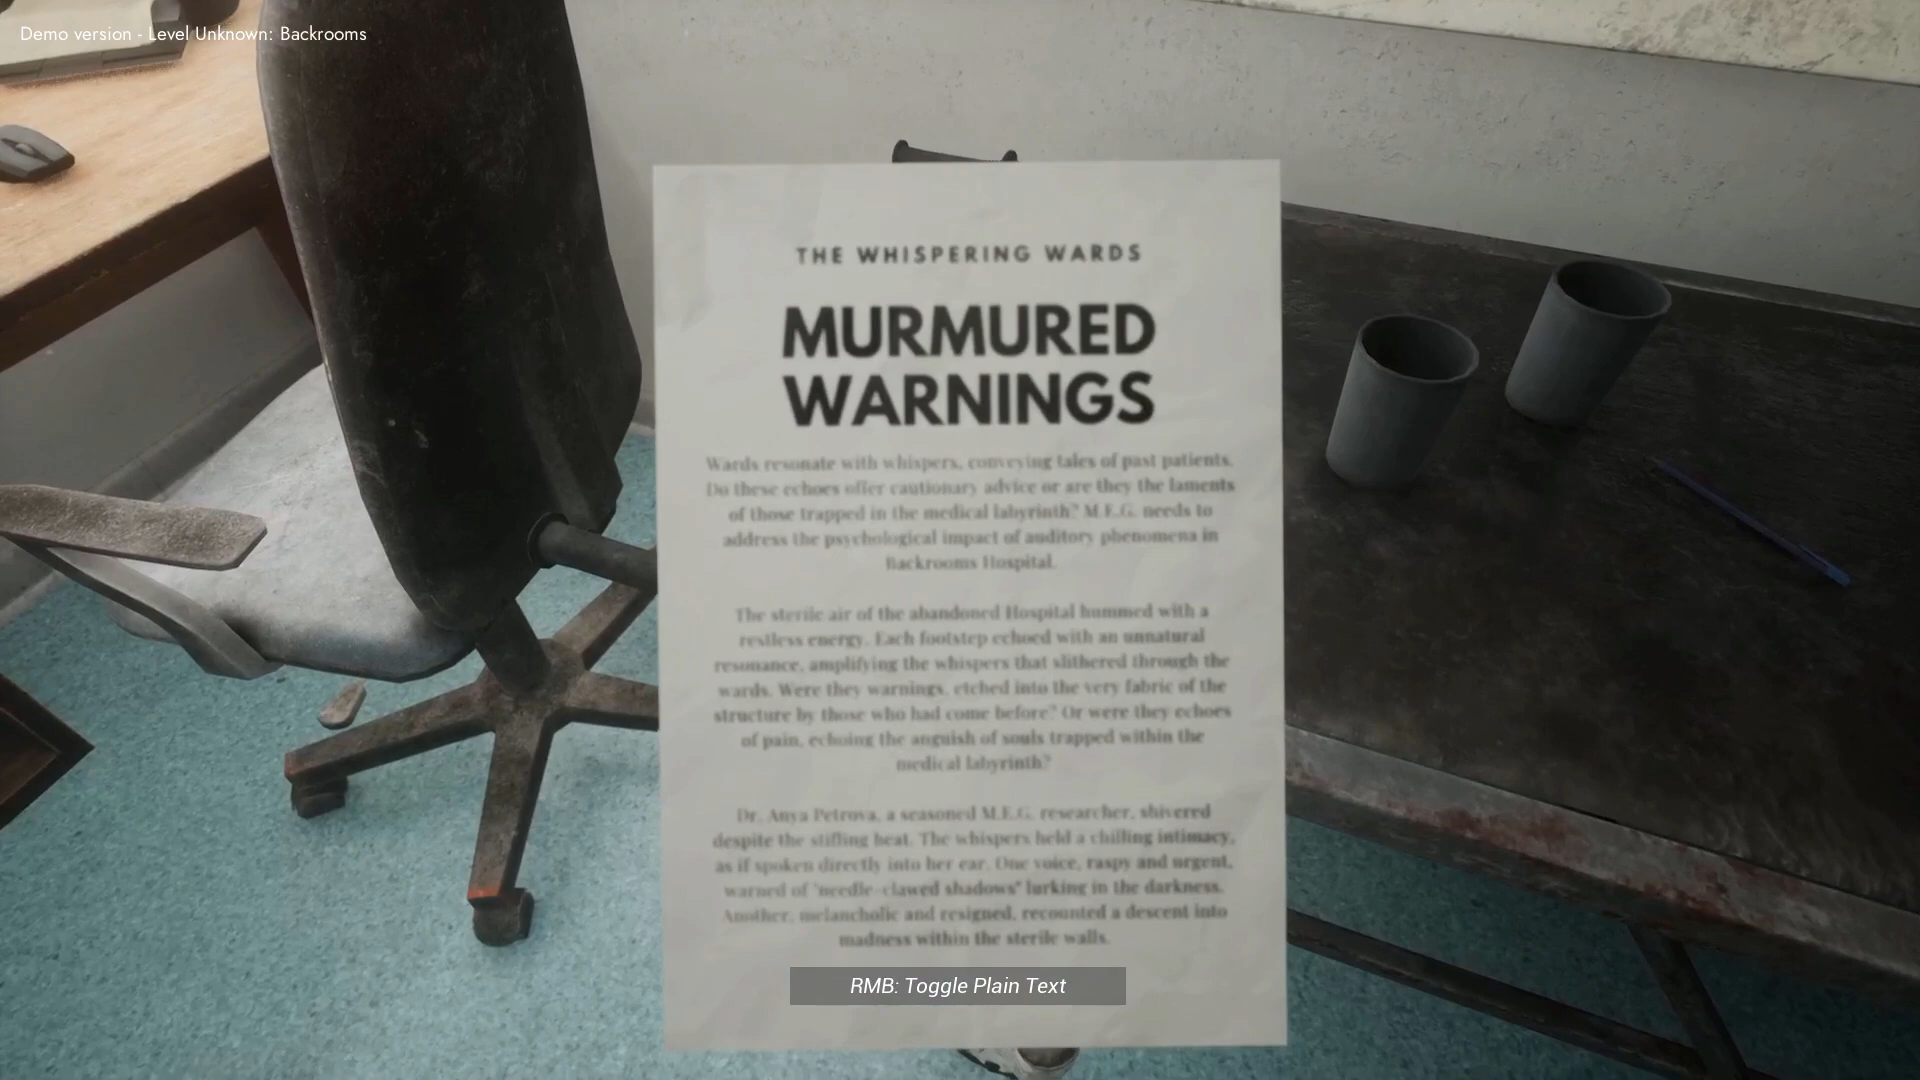 Demo version - Level Unknown: Backrooms
THE WHISPERING WARDS
MURMURED
WARNINGS
Wards resonate with whispers, conveying tales of past patients.
Do these echoes offer cautionary advice or are they the laments
of those trapped in the medical labyrinth? M.E.G. needs to
address the psychological impact of auditory phenomena in
Backrooms Hospital.
The sterile air of the abandoned Hospital hummed with a
restless energy. Each footstep echoed with an unnatural
resonance, amplifying the whispers that slithered through the
wards. Were they warnings, etched into the very fabric of the
structure by those who had come before? Or were they echoes
of pain, echoing the anguish of souls trapped within the
medical labyrinth?
Dr. Anya Petrova, a seasoned M.E.G. researcher, shivered
despite the stifling heat. The whispers held a chilling intimacy,
as if spoken directly into her ear. One voice, raspy and urgent,
warned of "needle-clawed shadows" lurking in the darkness.
Another, melancholic and resigned, recounted a descent into
madness within the sterile walls.
RMB: Toggle Plain Text